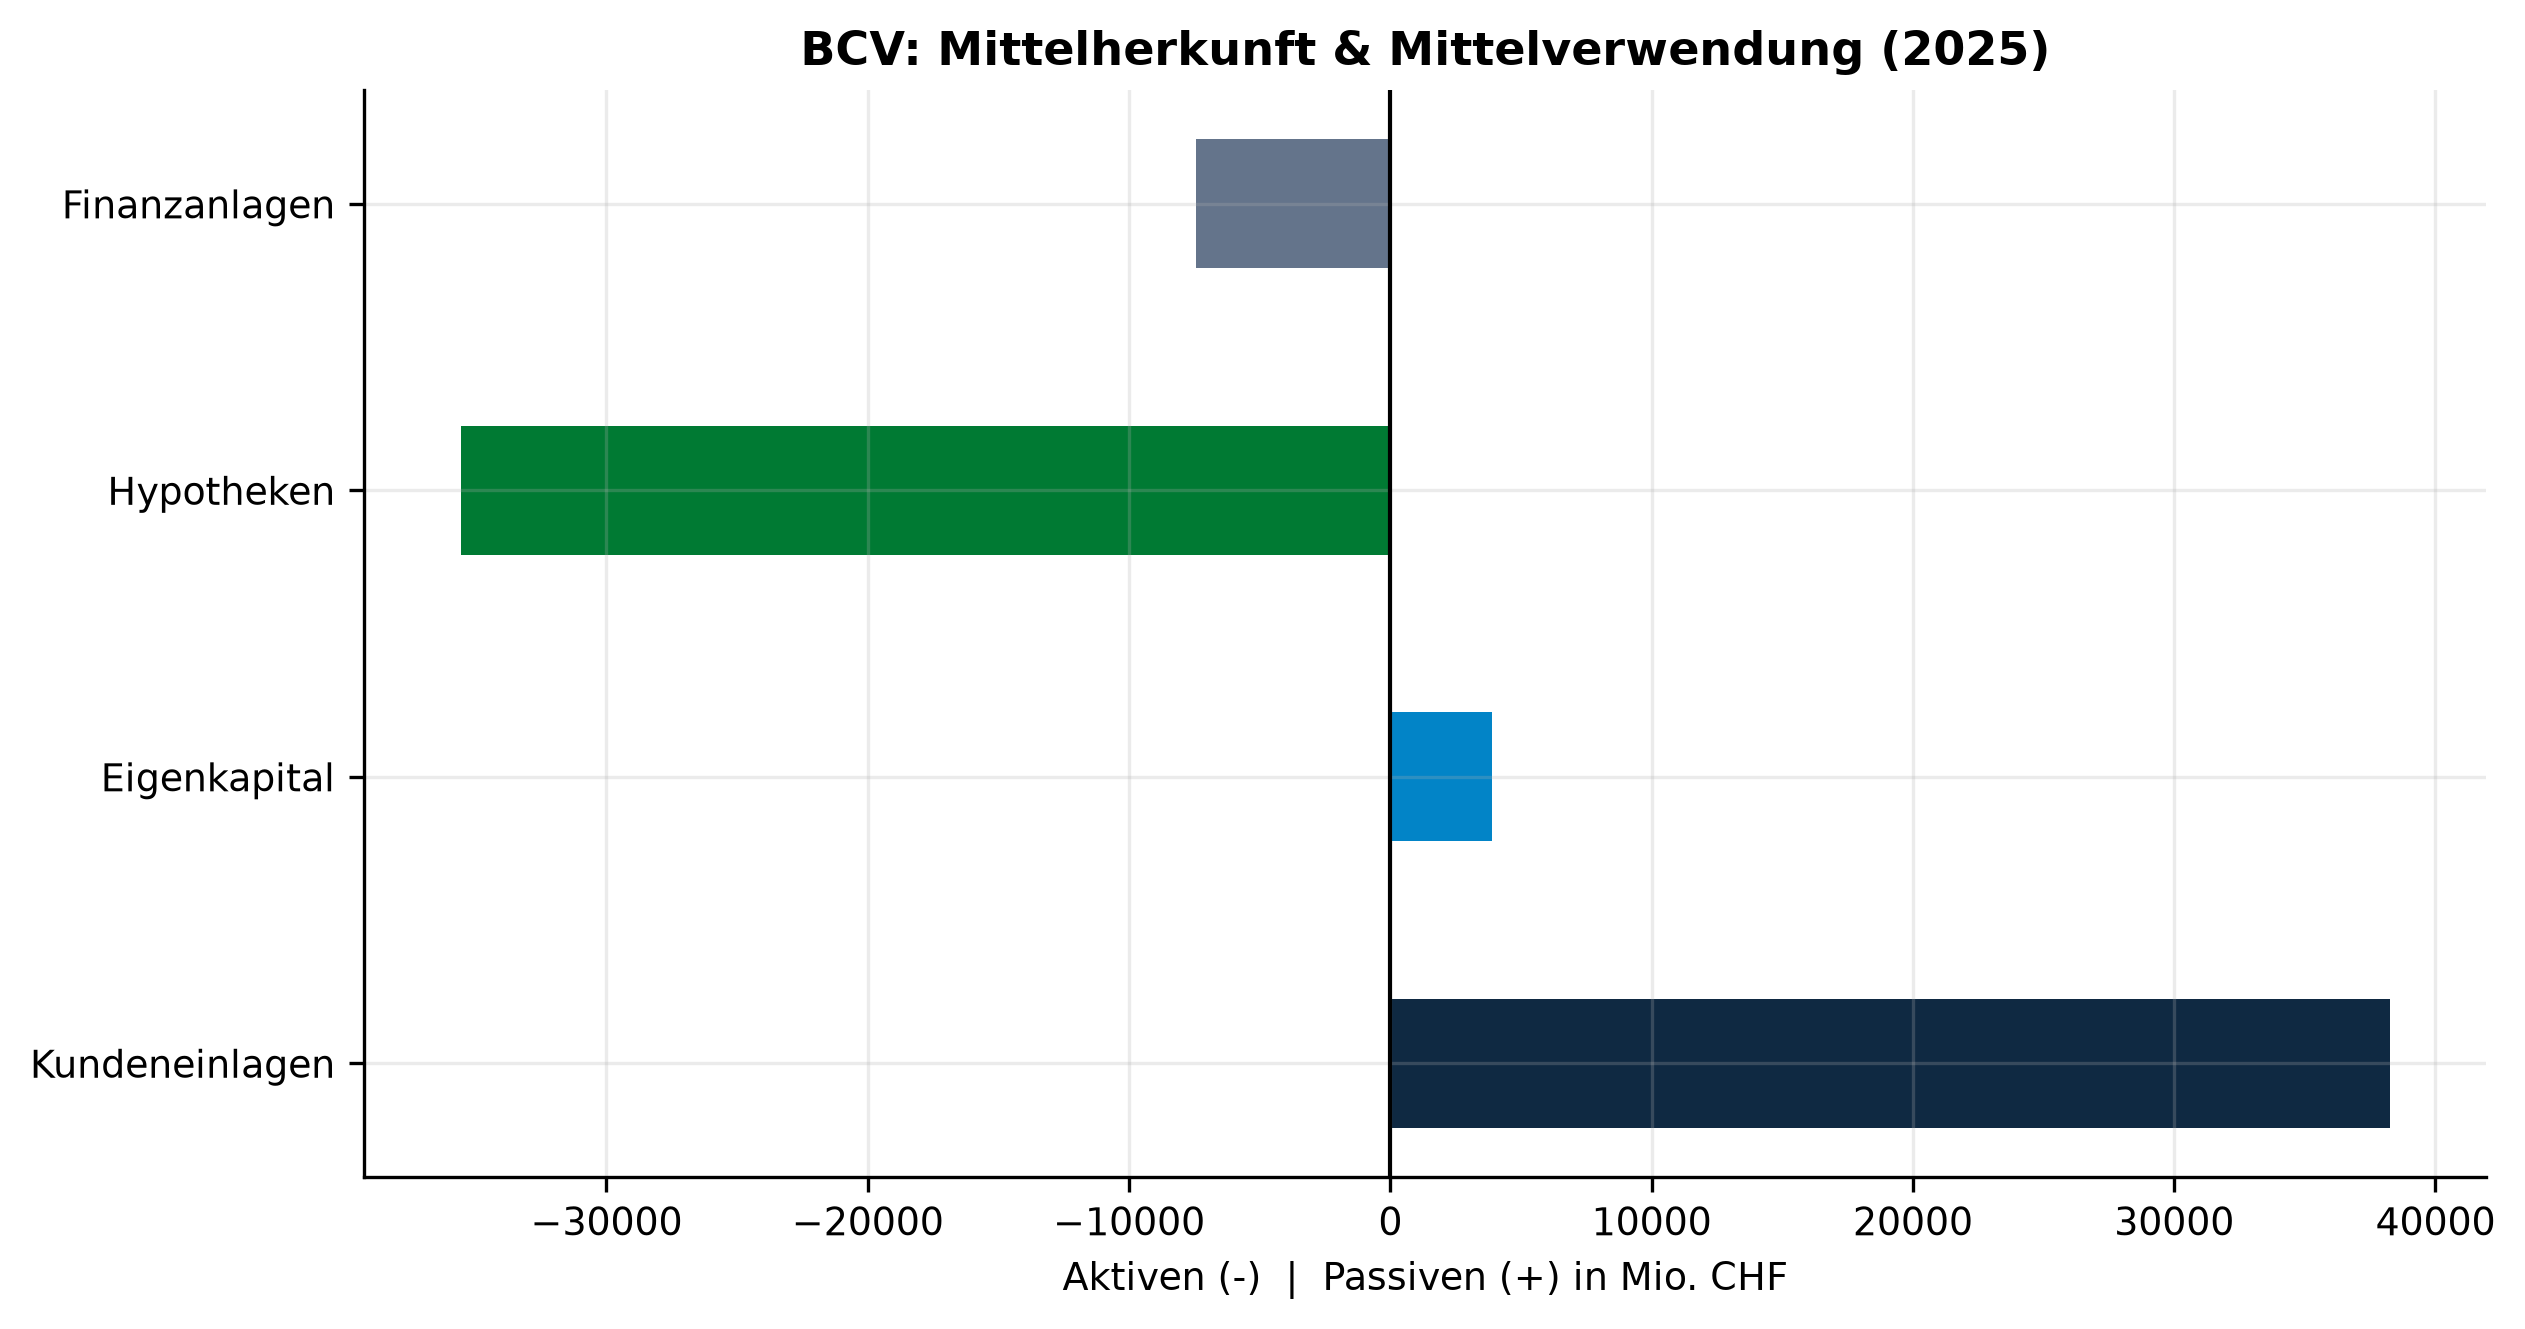 BCV: Mittelherkunft & Mittelverwendung (2025)
Finanzanlagen
Hypotheken
Eigenkapital
Kundeneinlagen
−30000 −20000 −10000 0 10000 20000 30000 40000
Aktiven (-) | Passiven (+) in Mio. CHF